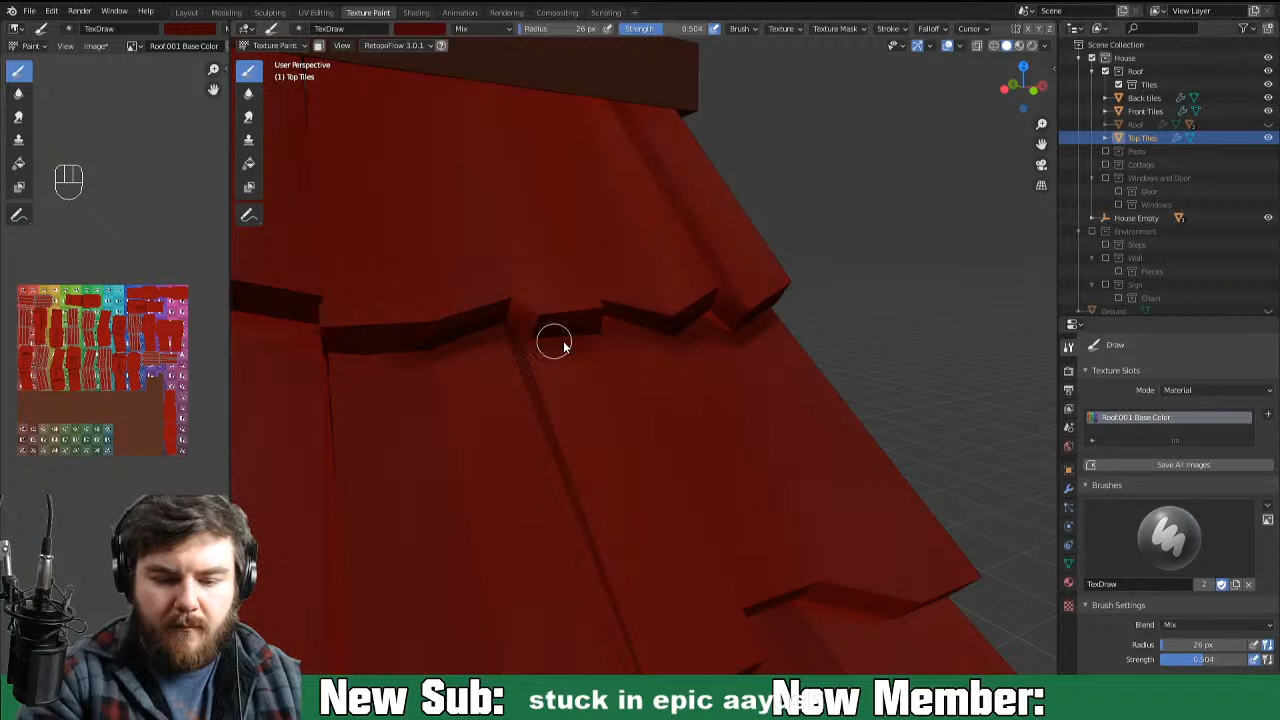 File Edit Render Window Help Layout Modeling Sculpting UV Editing Texture Paint Shading Animation Rendering Compositing Scripting + Scene View Layer
TexDraw TexDraw Mix Radius 26 px Strength 0.504 Brush Texture Texture Mask Stroke Falloff Cursor X Y Z
Paint View Image* Roof.001 Base Color Texture Paint View RetopoFlow 3.0.1
User Perspective
(1) Top Tiles
Scene Collection
House
Roof
Tiles
Back tiles
Front Tiles
Roof
Top Tiles
Posts
Cottage
Windows and Door
Door
Windows
House Empty
Environment
Steps
Wall
Pieces
Sign
Chain
Ground
Draw
Texture Slots
Mode Material
Roof.001 Base Color
Save All Images
Brushes
TexDraw 2
Brush Settings
Blend Mix
Radius 26 px
Strength 0.504
New Sub: stuck in epic New Member: